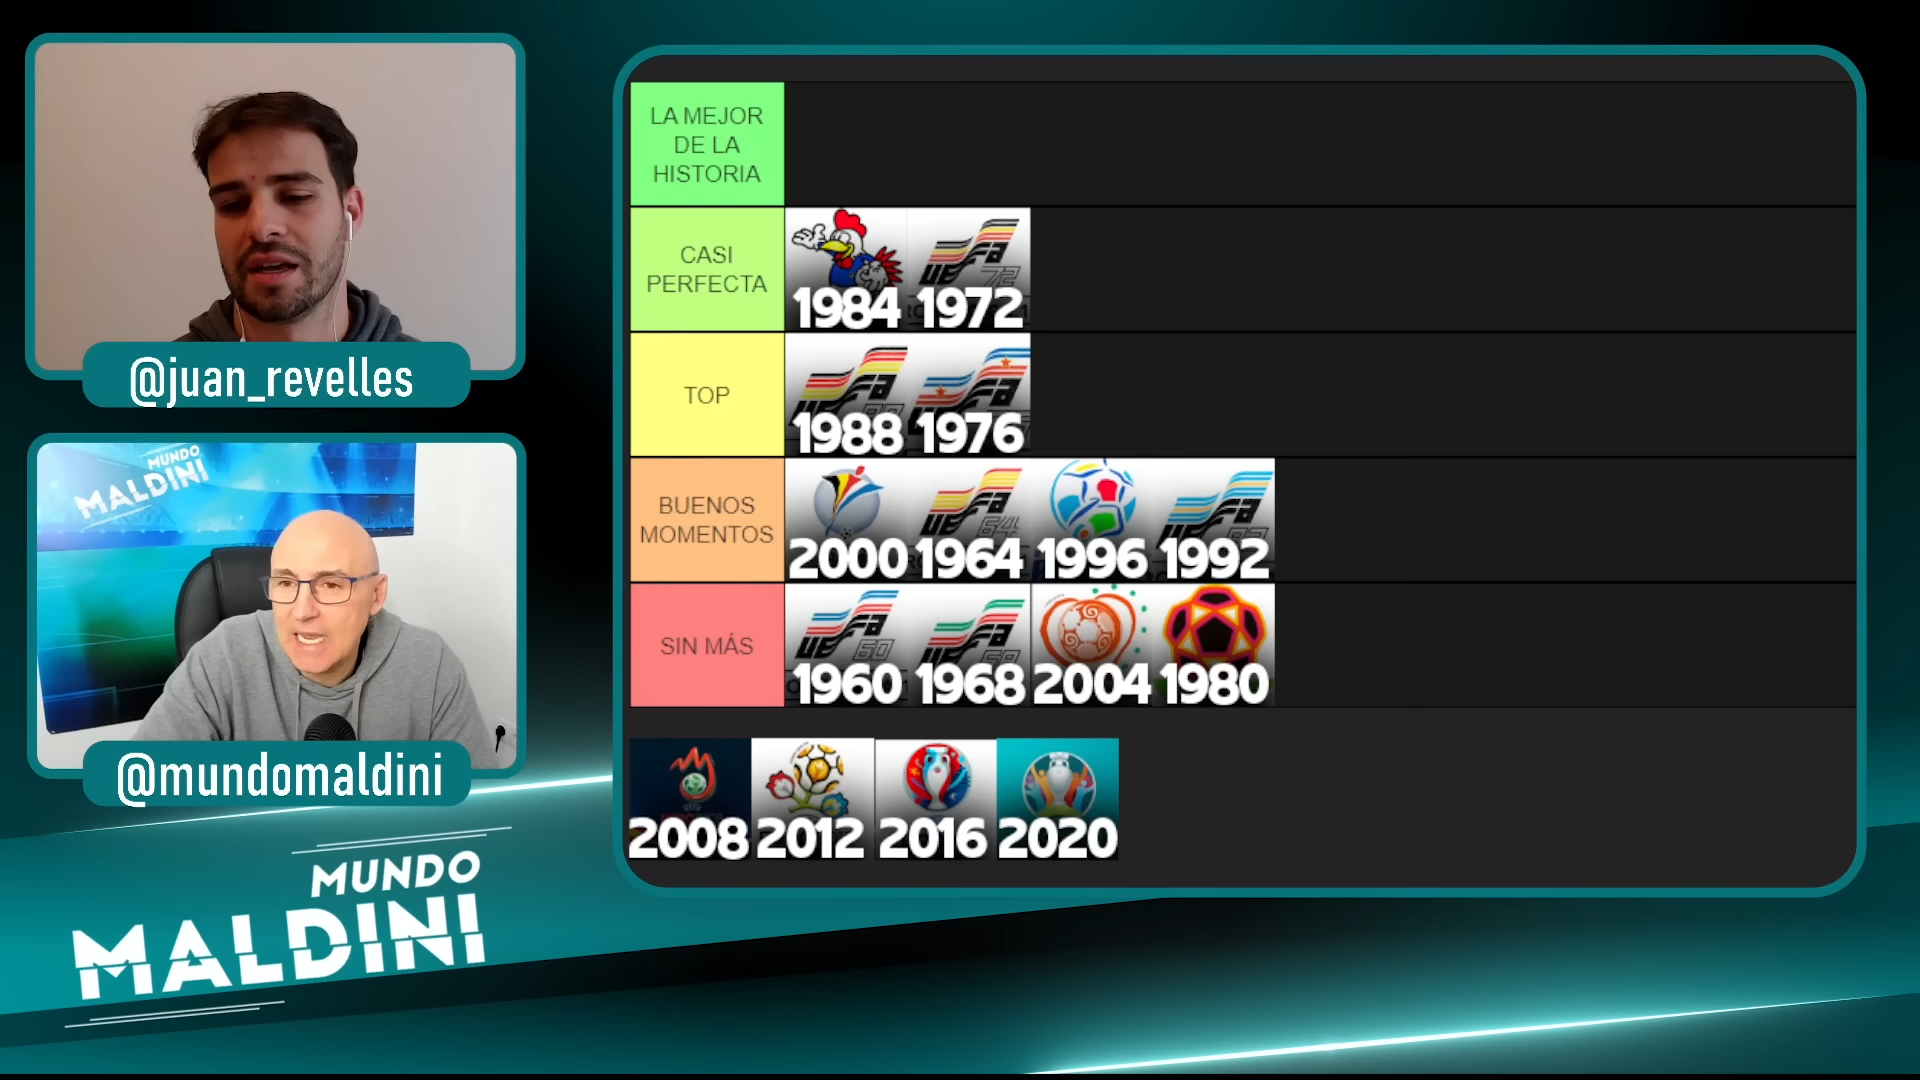 @juan_revelles
MUNDO
MALDINI
@mundomaldini
MUNDO
MALDINI
LA MEJOR
DE LA
HISTORIA
CASI
PERFECTA
1984 1972
TOP
1988 1976
BUENOS
MOMENTOS
2000 1964 1996 1992
SIN MÁS
1960 1968 2004 1980
2008 2012 2016 2020